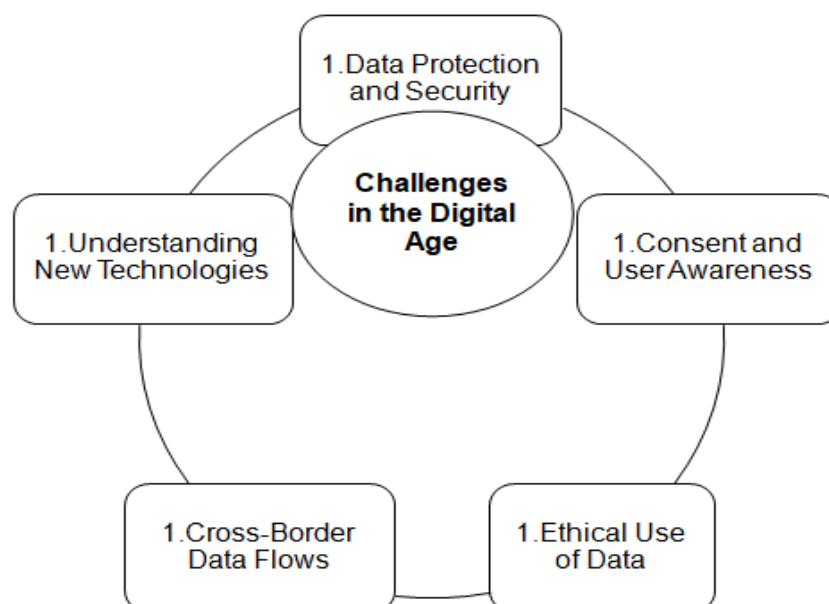 1.Data Protection
and Security
Challenges
in the Digital
Age
1.Understanding
New Technologies
1.Consent and
User Awareness
1.Cross-Border
Data Flows
1.Ethical Use
of Data